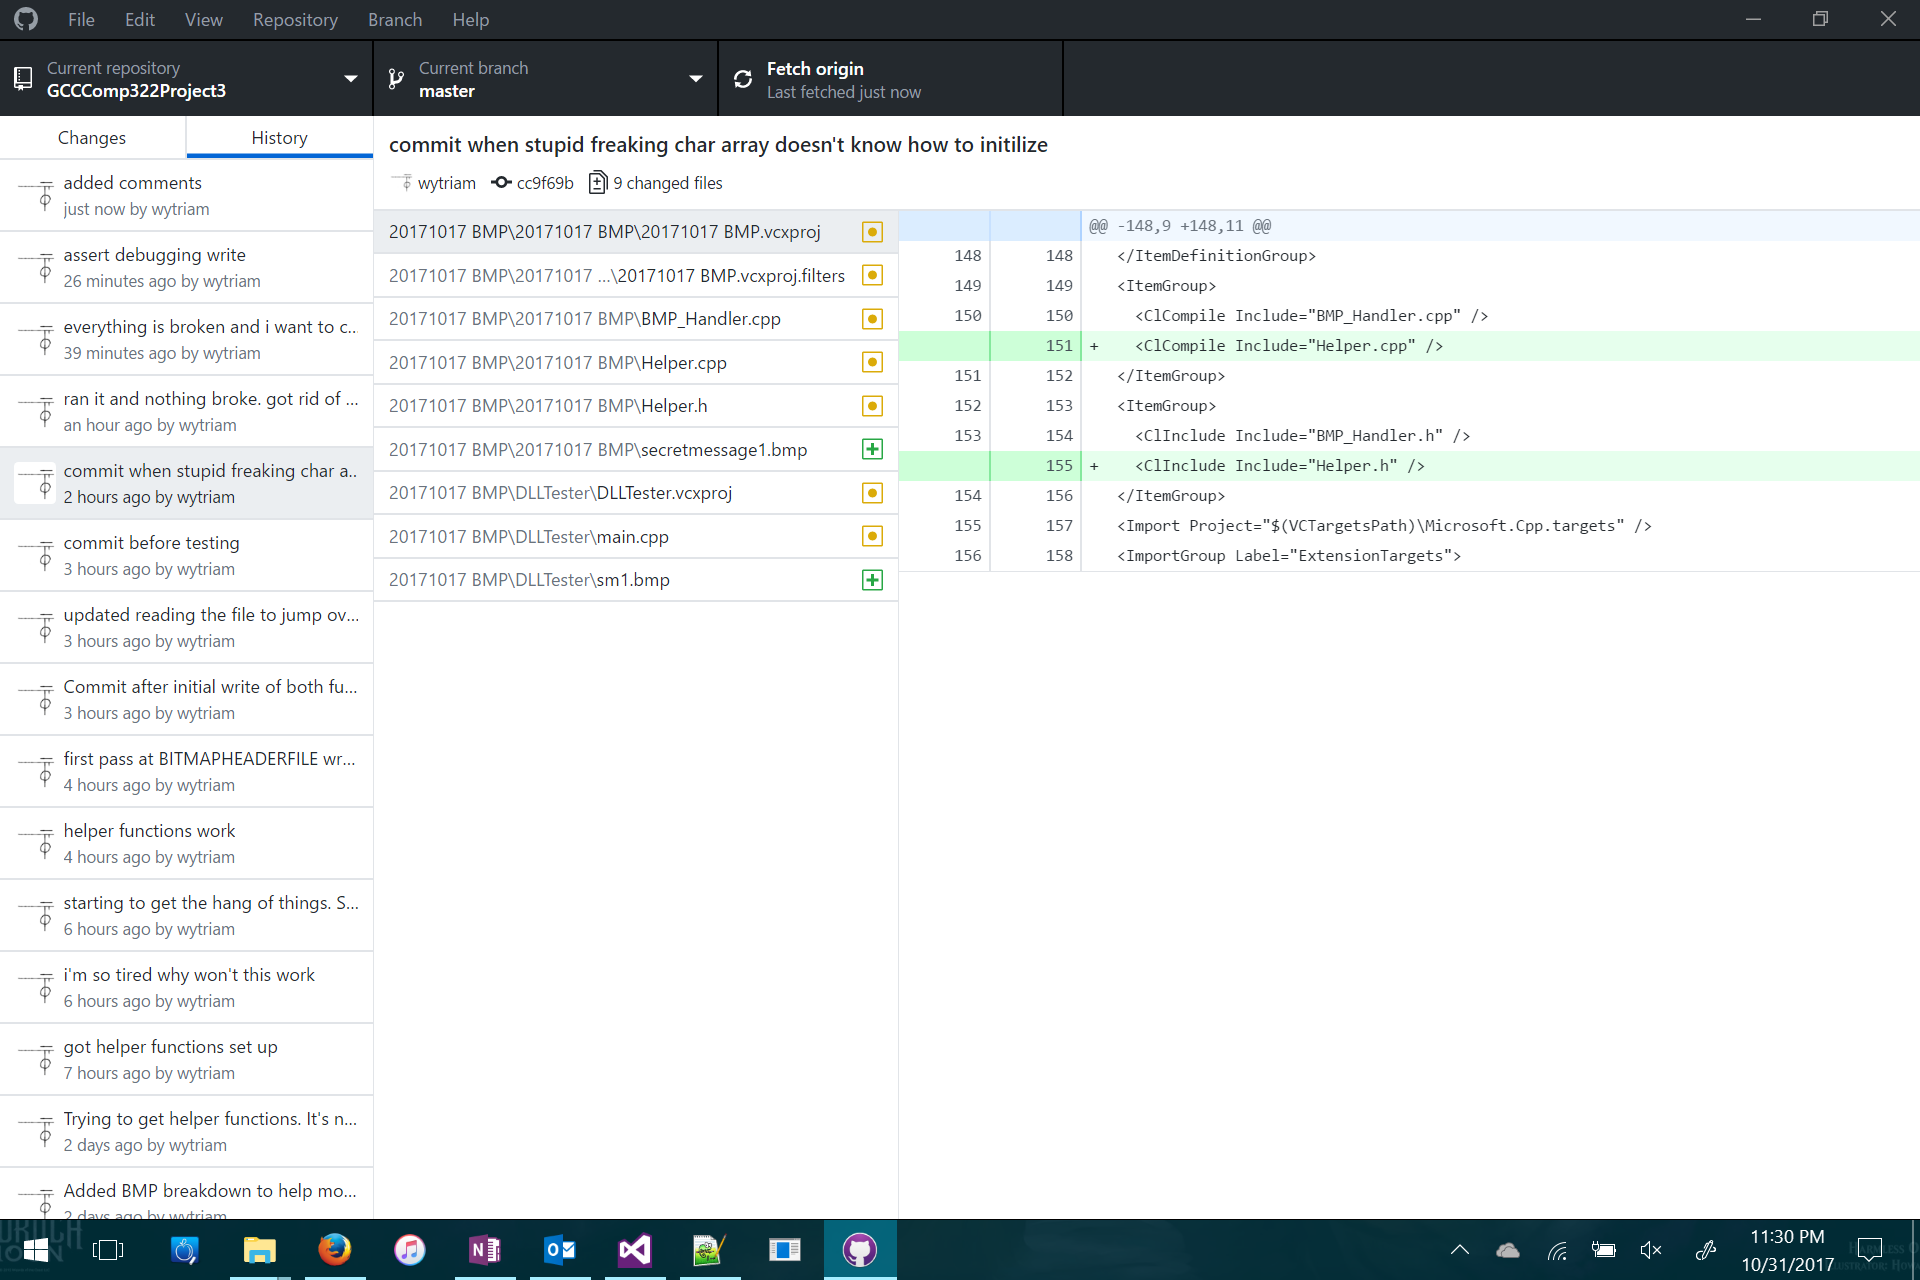 File Edit View Repository Branch Help
Current repository
GCCComp322Project3
Current branch
master
Fetch origin
Last fetched just now
Changes
History
added comments
just now by wytriam
assert debugging write
26 minutes ago by wytriam
everything is broken and i want to c...
39 minutes ago by wytriam
ran it and nothing broke. got rid of ...
an hour ago by wytriam
commit when stupid freaking char a...
2 hours ago by wytriam
commit before testing
3 hours ago by wytriam
updated reading the file to jump ov...
3 hours ago by wytriam
Commit after initial write of both fu...
3 hours ago by wytriam
first pass at BITMAPHEADERFILE wr...
4 hours ago by wytriam
helper functions work
4 hours ago by wytriam
starting to get the hang of things. S...
6 hours ago by wytriam
i'm so tired why won't this work
6 hours ago by wytriam
got helper functions set up
7 hours ago by wytriam
Trying to get helper functions. It's n...
2 days ago by wytriam
Added BMP breakdown to help mo...
2 days ago by wytriam
commit when stupid freaking char array doesn't know how to initilize
wytriam cc9f69b 9 changed files
20171017 BMP\20171017 BMP\20171017 BMP.vcxproj
20171017 BMP\20171017 ...\20171017 BMP.vcxproj.filters
20171017 BMP\20171017 BMP\BMP_Handler.cpp
20171017 BMP\20171017 BMP\Helper.cpp
20171017 BMP\20171017 BMP\Helper.h
20171017 BMP\20171017 BMP\secretmessage1.bmp
20171017 BMP\DLLTester\DLLTester.vcxproj
20171017 BMP\DLLTester\main.cpp
20171017 BMP\DLLTester\sm1.bmp
@@ -148,9 +148,11 @@
148 148 </ItemDefinitionGroup>
149 149 <ItemGroup>
150 150 <ClCompile Include="BMP_Handler.cpp" />
151 + <ClCompile Include="Helper.cpp" />
151 152 </ItemGroup>
152 153 <ItemGroup>
153 154 <ClInclude Include="BMP_Handler.h" />
155 + <ClInclude Include="Helper.h" />
154 156 </ItemGroup>
155 157 <Import Project="$(VCTargetsPath)\Microsoft.Cpp.targets" />
156 158 <ImportGroup Label="ExtensionTargets">
11:30 PM
10/31/2017